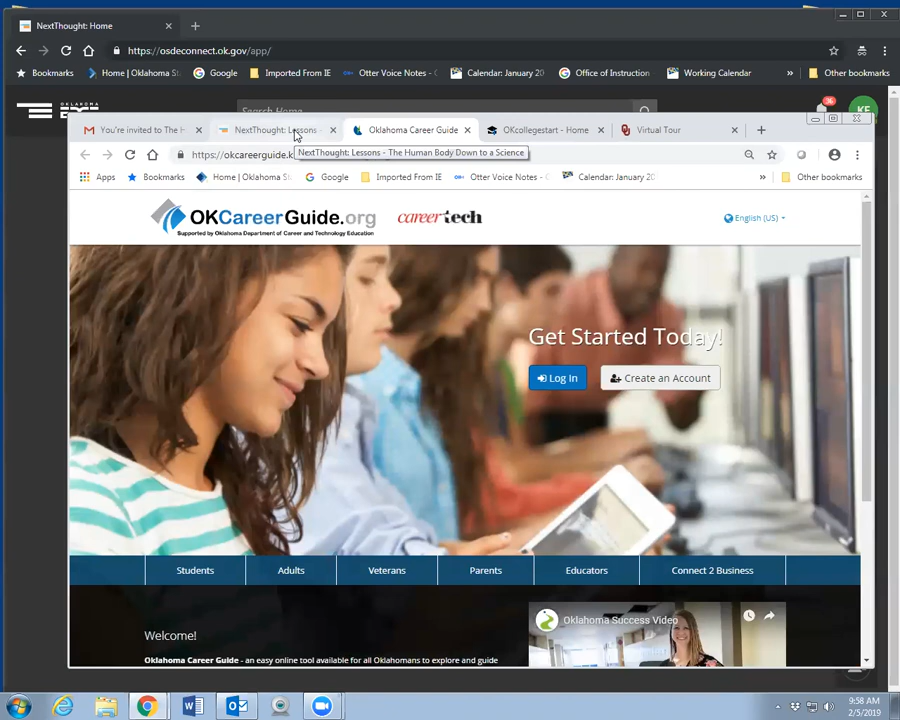 NextThought: Home
https://osdeconnect.ok.gov/app/
Bookmarks Home | Oklahoma St Google Imported From IE Otter Voice Notes - C Calendar: January 20 Office of Instruction Working Calendar » Other bookmarks
Search Home
36
KE
You're invited to The H NextThought: Lessons - Oklahoma Career Guide OKcollegestart - Home Virtual Tour
https://okcareerguide.k
NextThought: Lessons - The Human Body Down to a Science
Apps Bookmarks Home | Oklahoma St Google Imported From IE Otter Voice Notes - C Calendar: January 20 » Other bookmarks
OKCareerGuide.org
Supported by Oklahoma Department of Career and Technology Education
careertech
English (US)
Get Started Today!
Log In Create an Account
Students Adults Veterans Parents Educators Connect 2 Business
Welcome!
Oklahoma Success Video
Oklahoma Career Guide - an easy online tool available for all Oklahomans to explore and guide
9:58 AM
2/5/2019